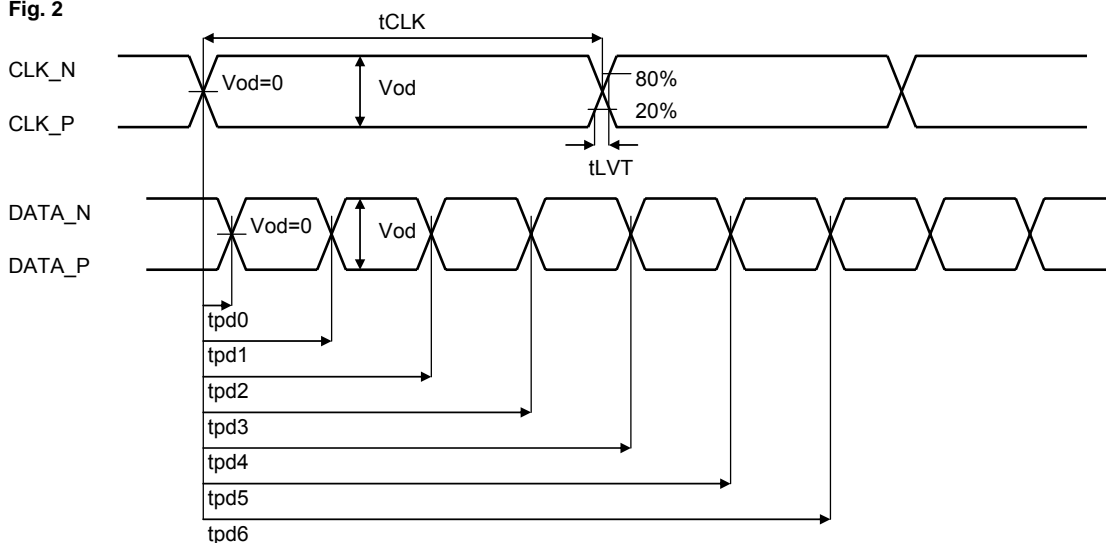 Fig. 2
tCLK
CLK_N
Vod=0
Vod
80%
20%
CLK_P
tLVT
DATA_N
Vod=0
Vod
DATA_P
tpd0
tpd1
tpd2
tpd3
tpd4
tpd5
tpd6